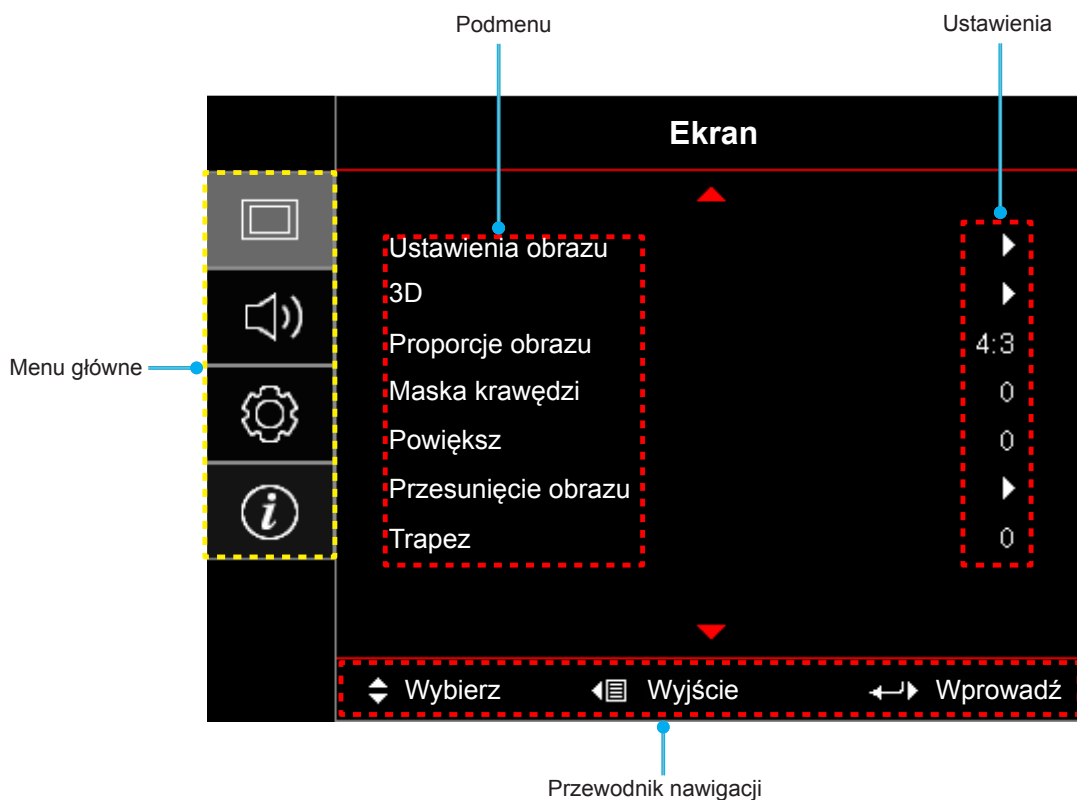 Podmenu
Ustawienia
Ekran
Ustawienia obrazu
3D
Proporcje obrazu 4:3
Maska krawędzi 0
Powiększ 0
Przesunięcie obrazu
Trapez 0
Menu główne
i
Wybierz Wyjście Wprowadź
Przewodnik nawigacji